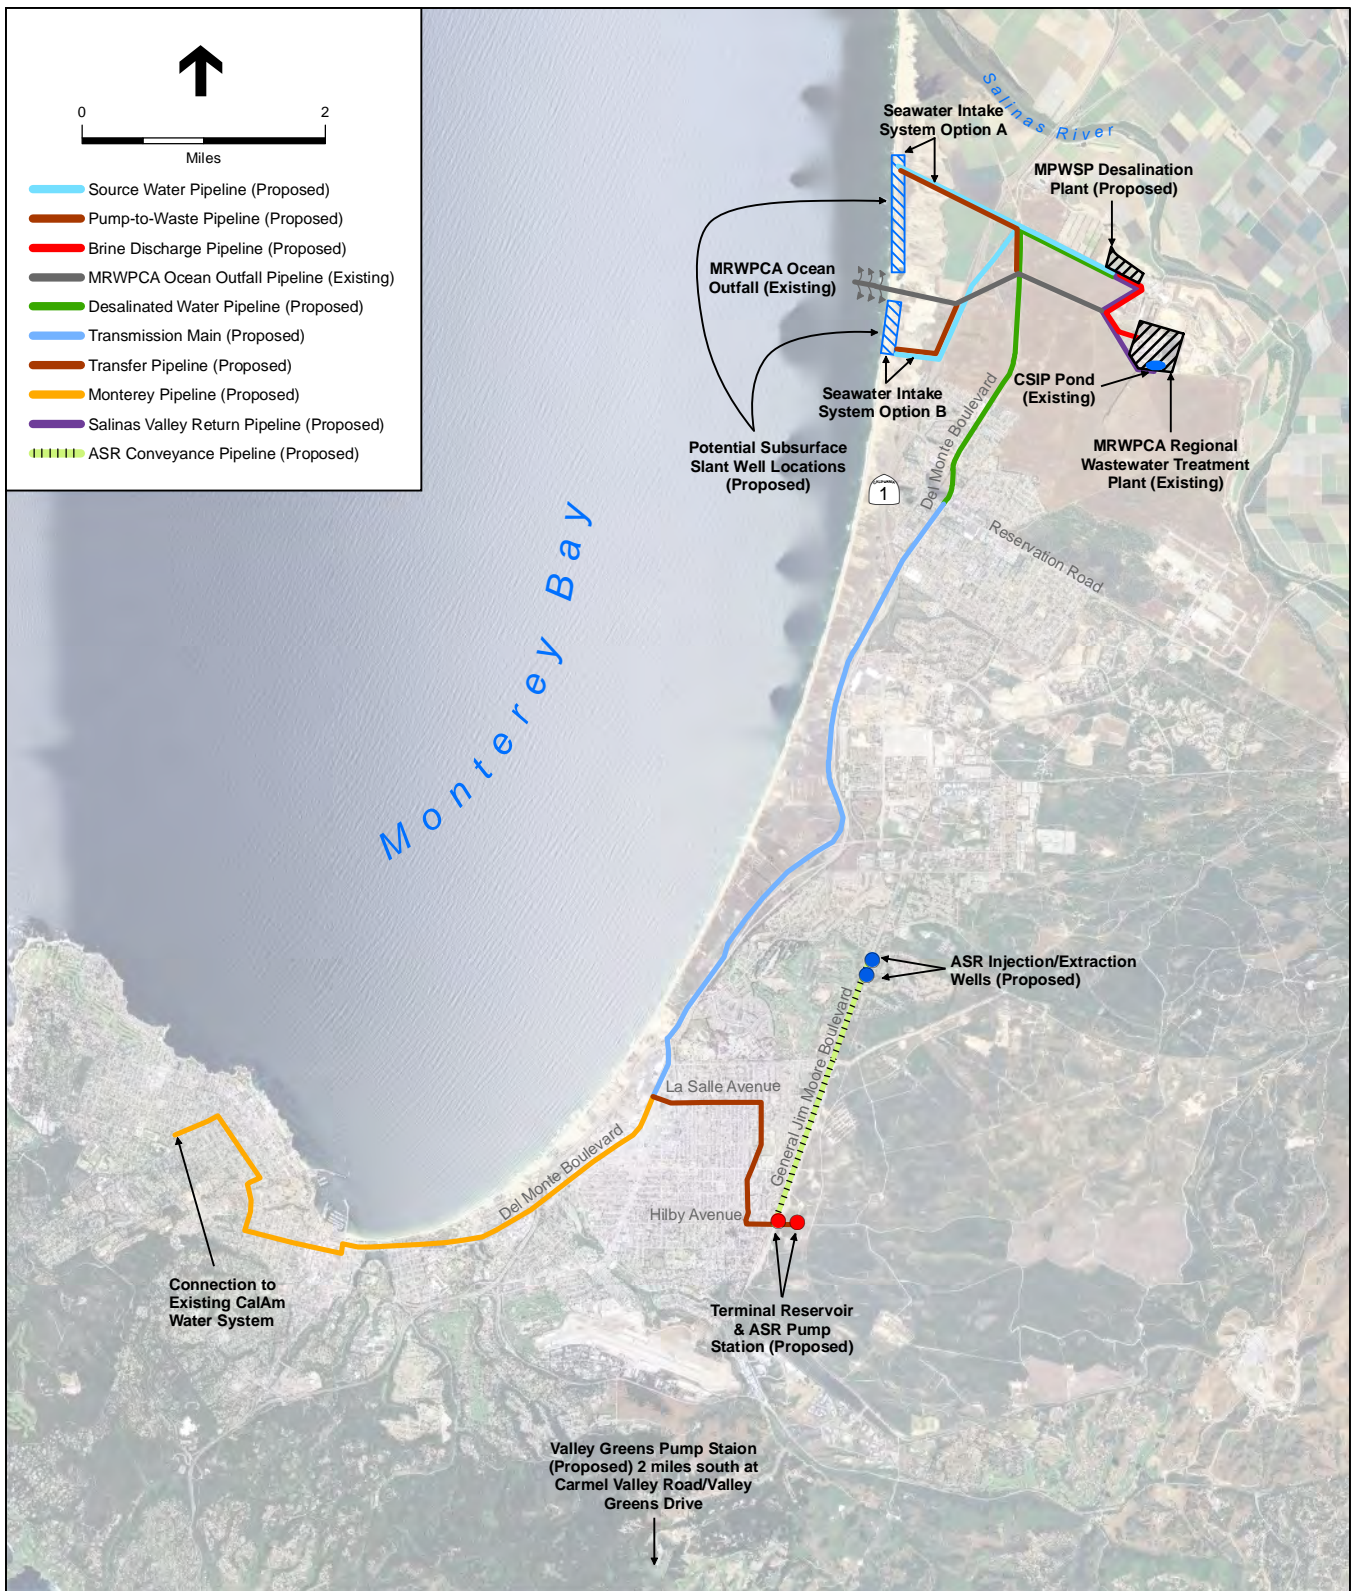 0
2
Miles
Source Water Pipeline (Proposed)
Pump-to-Waste Pipeline (Proposed)
Brine Discharge Pipeline (Proposed)
MRWPCA Ocean Outfall Pipeline (Existing)
Desalinated Water Pipeline (Proposed)
Transmission Main (Proposed)
Transfer Pipeline (Proposed)
Monterey Pipeline (Proposed)
Salinas Valley Return Pipeline (Proposed)
ASR Conveyance Pipeline (Proposed)
Salinas River
Seawater Intake
System Option A
MPWSP Desalination
Plant (Proposed)
MRWPCA Ocean
Outfall (Existing)
Seawater Intake
System Option B
CSIP Pond
(Existing)
Potential Subsurface
Slant Well Locations
(Proposed)
MRWPCA Regional
Wastewater Treatment
Plant (Existing)
Del Monte Boulevard
CALIFORNIA
1
Reservation Road
Monterey Bay
ASR Injection/Extraction
Wells (Proposed)
General Jim Moore Boulevard
La Salle Avenue
Del Monte Boulevard
Hilby Avenue
Connection to
Existing CalAm
Water System
Terminal Reservoir
& ASR Pump
Station (Proposed)
Valley Greens Pump Staion
(Proposed) 2 miles south at
Carmel Valley Road/Valley
Greens Drive